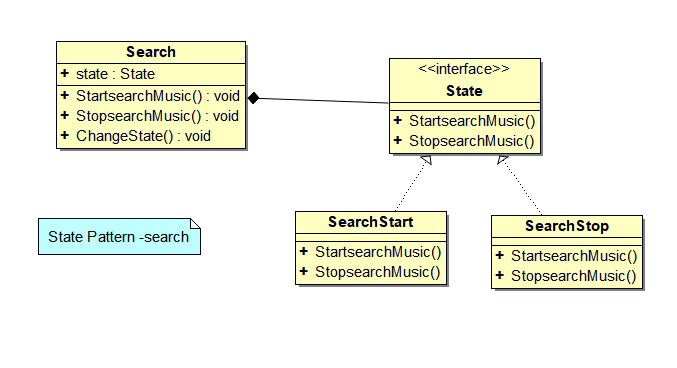 Search
+ state : State
+ StartsearchMusic() : void
+ StopsearchMusic() : void
+ ChangeState() : void
<<interface>>
State
+ StartsearchMusic()
+ StopsearchMusic()
State Pattern -search
SearchStart
+ StartsearchMusic()
+ StopsearchMusic()
SearchStop
+ StartsearchMusic()
+ StopsearchMusic()